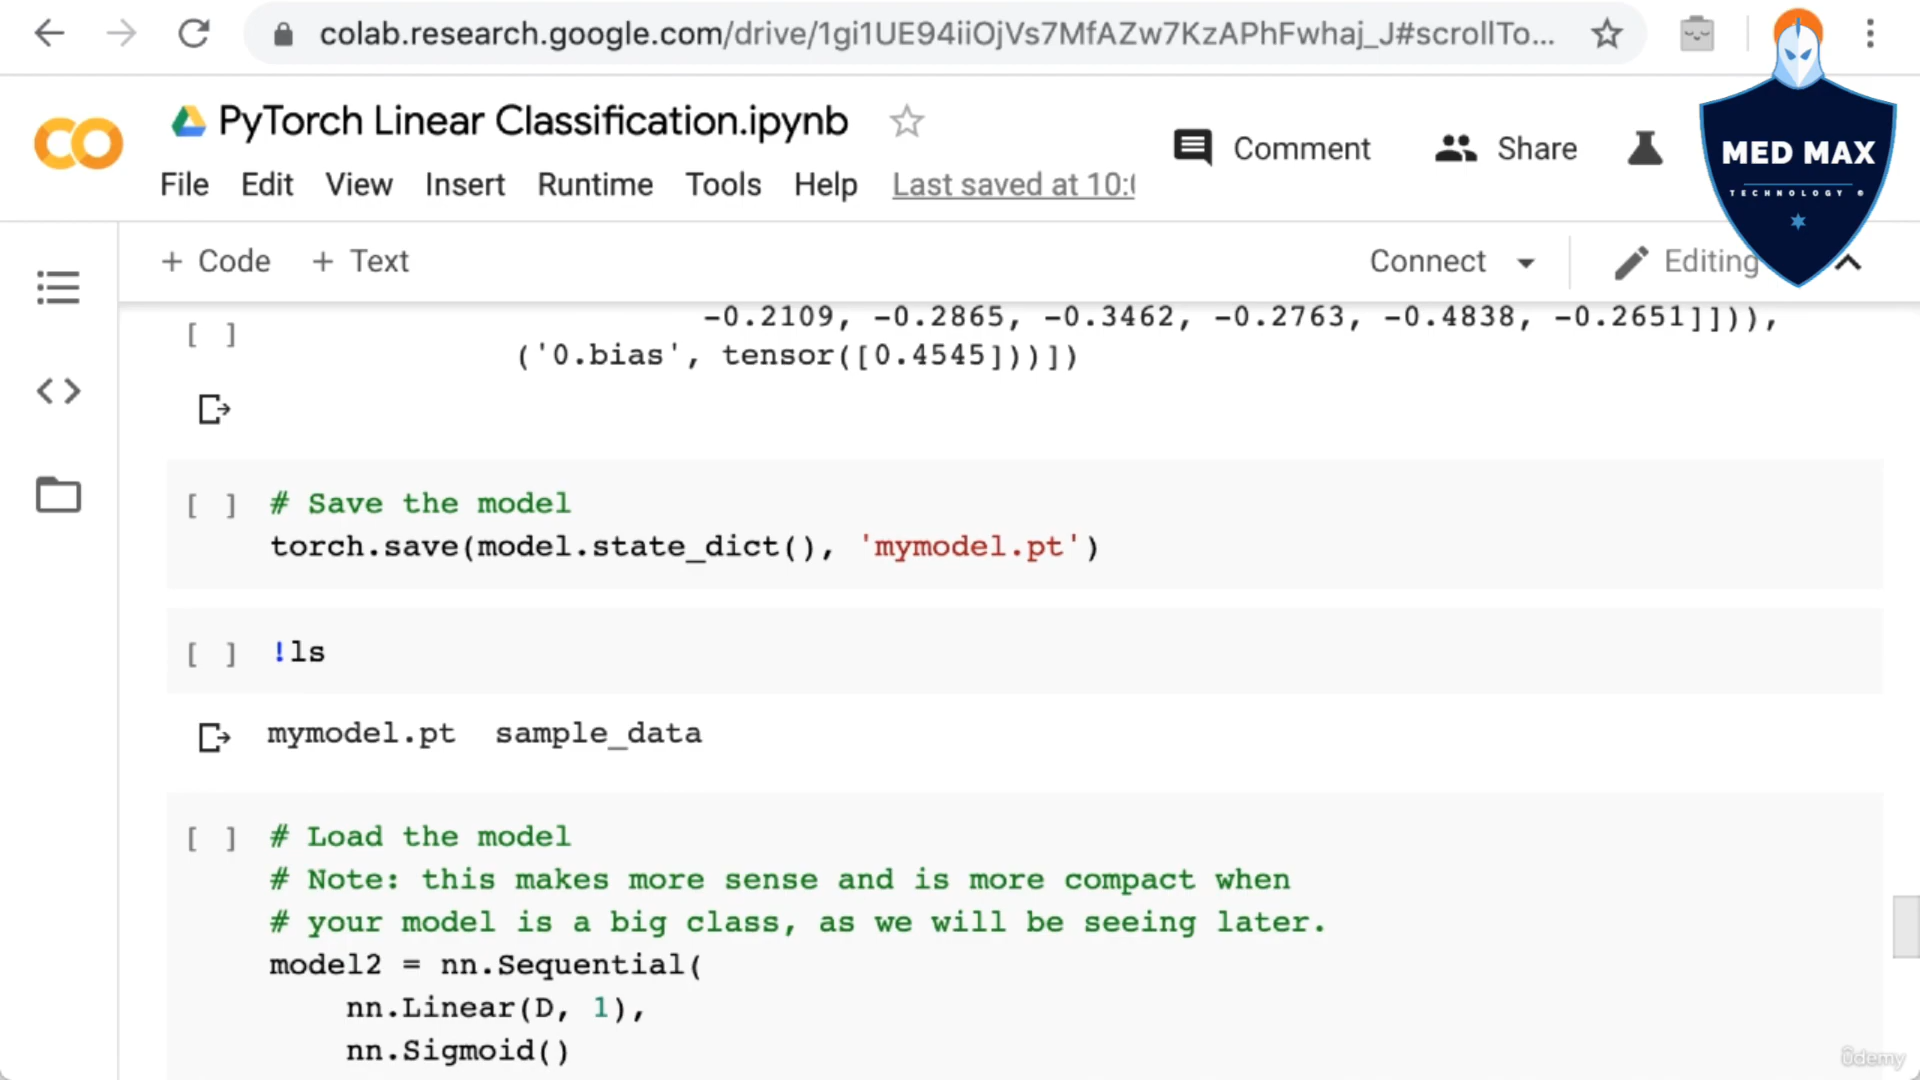 colab.research.google.com/drive/1gi1UE94iiOjVs7MfAZw7KzAPhFwhaj_J#scrollTo...
PyTorch Linear Classification.ipynb
Comment
Share
File Edit View Insert Runtime Tools Help Last saved at 10:
MED MAX
TECHNOLOGY ®
+ Code + Text
Connect
Editing
-0.2109, -0.2865, -0.3462, -0.2763, -0.4838, -0.2651]])),
('0.bias', tensor([0.4545]))])
[ ]
[ ] # Save the model
torch.save(model.state_dict(), 'mymodel.pt')
[ ] !ls
mymodel.pt sample_data
[ ] # Load the model
# Note: this makes more sense and is more compact when
# your model is a big class, as we will be seeing later.
model2 = nn.Sequential(
nn.Linear(D, 1),
nn.Sigmoid()
ûdemy